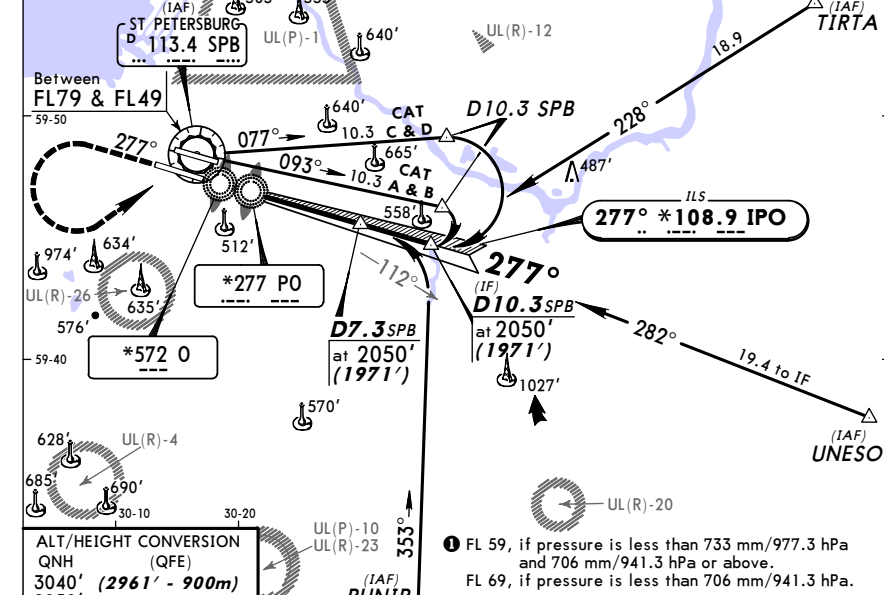 (IAF)
ST PETERSBURG
D 113.4 SPB
UL(P)-1
640'
UL(R)-12
(IAF)
TIRTA
18.9
228°
Between
FL79 & FL49
59-50
277°
077°
10.3
CAT
C & D
640'
D10.3 SPB
665'
093°
10.3
CAT
A & B
487'
558'
ILS
277° *108.9 IPO
512'
974'
634'
*277 PO
112°
277°
(IF)
D10.3 SPB
at 2050'
(1971')
UL(R)-26
635'
576'
D7.3 SPB
at 2050'
(1971')
282°
19.4 to IF
*572 O
59-40
1027'
570'
(IAF)
UNESO
628'
UL(R)-4
685'
690'
UL(R)-20
30-10
30-20
UL(P)-10
UL(R)-23
353°
(IAF)
ALT/HEIGHT CONVERSION
QNH (QFE)
3040' (2961' - 900m)
1 FL 59, if pressure is less than 733 mm/977.3 hPa
and 706 mm/941.3 hPa or above.
FL 69, if pressure is less than 706 mm/941.3 hPa.